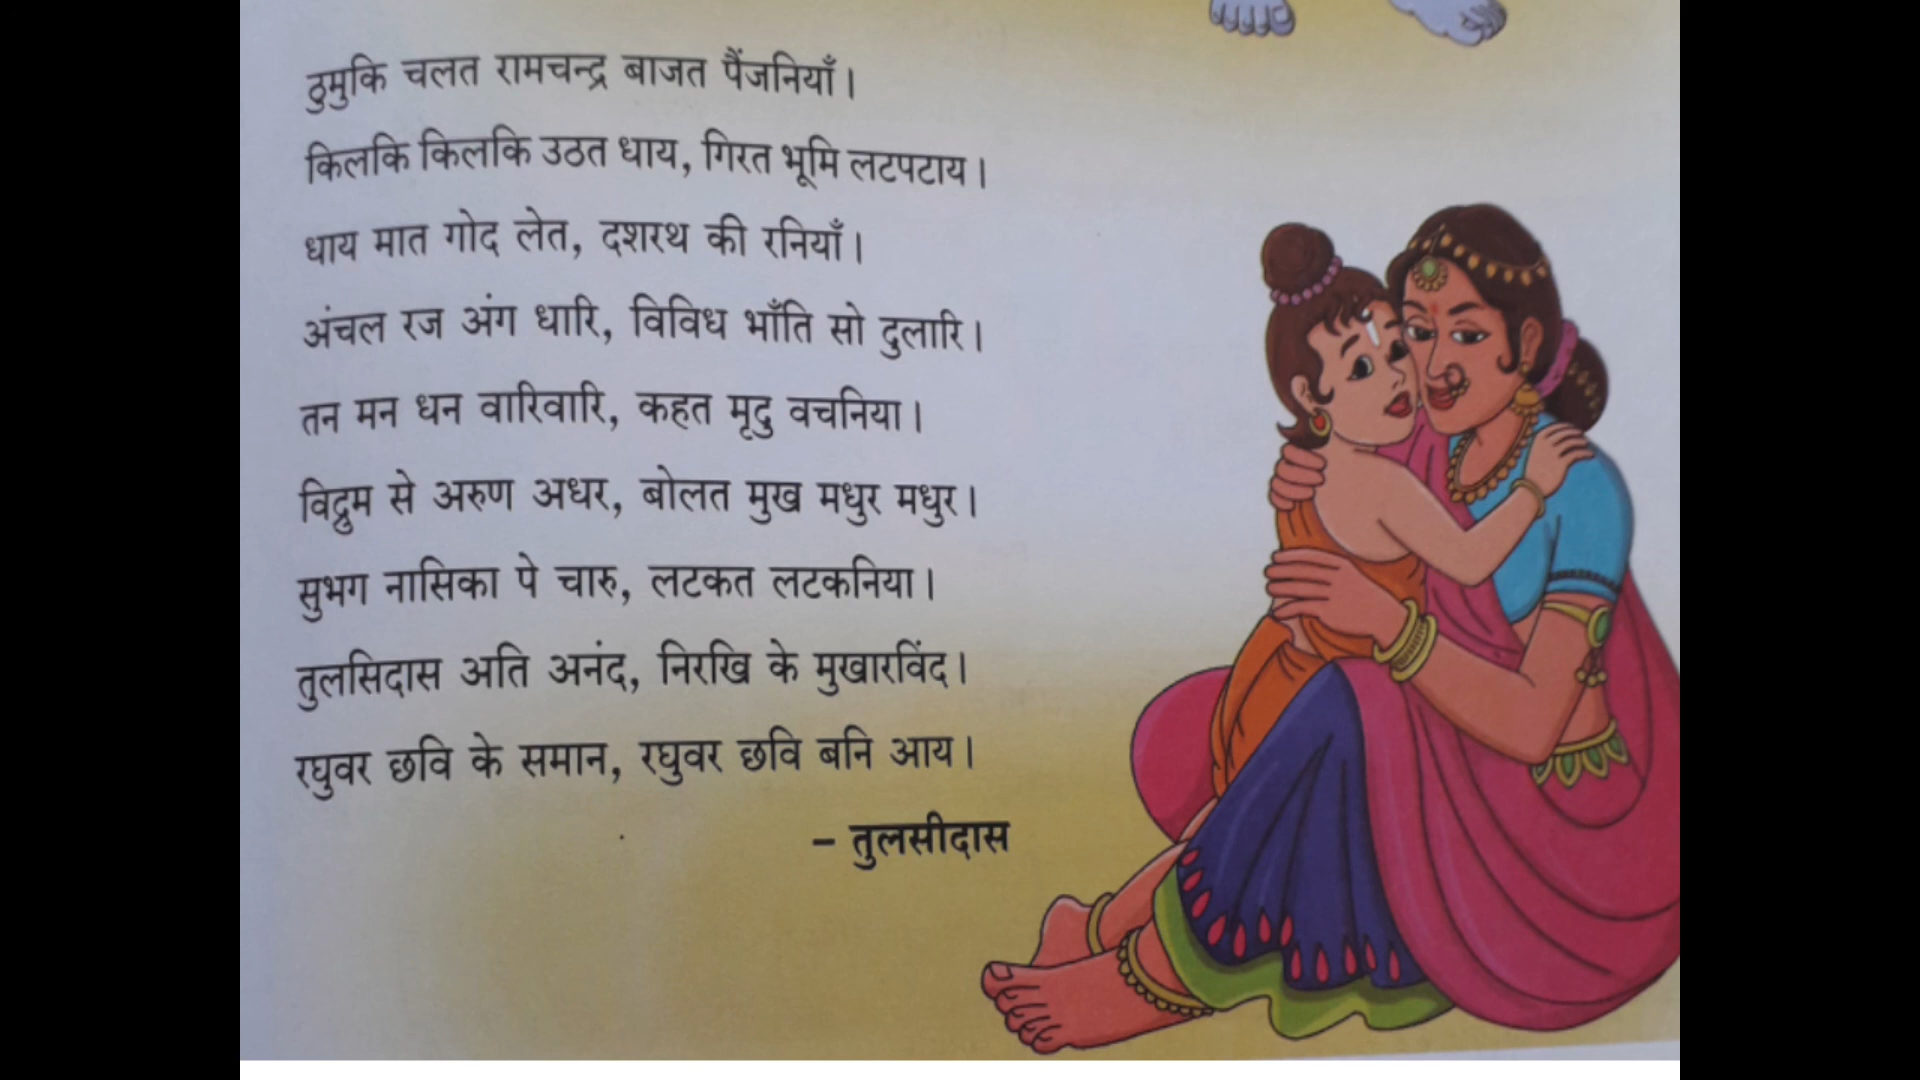 ठुमुकि चलत रामचन्द्र बाजत पैंजनियाँ।
किलकि किलकि उठत धाय, गिरत भूमि लटपटाय।
धाय मात गोद लेत, दशरथ की रनियाँ।
अंचल रज अंग धारि, विविध भाँति सो दुलारि।
तन मन धन वारिवारि, कहत मृदु वचनिया।
विद्रुम से अरुण अधर, बोलत मुख मधुर मधुर।
सुभग नासिका पे चारु, लटकत लटकनिया।
तुलसिदास अति अनंद, निरखि के मुखारविंद।
रघुवर छवि के समान, रघुवर छवि बनि आय।
– तुलसीदास